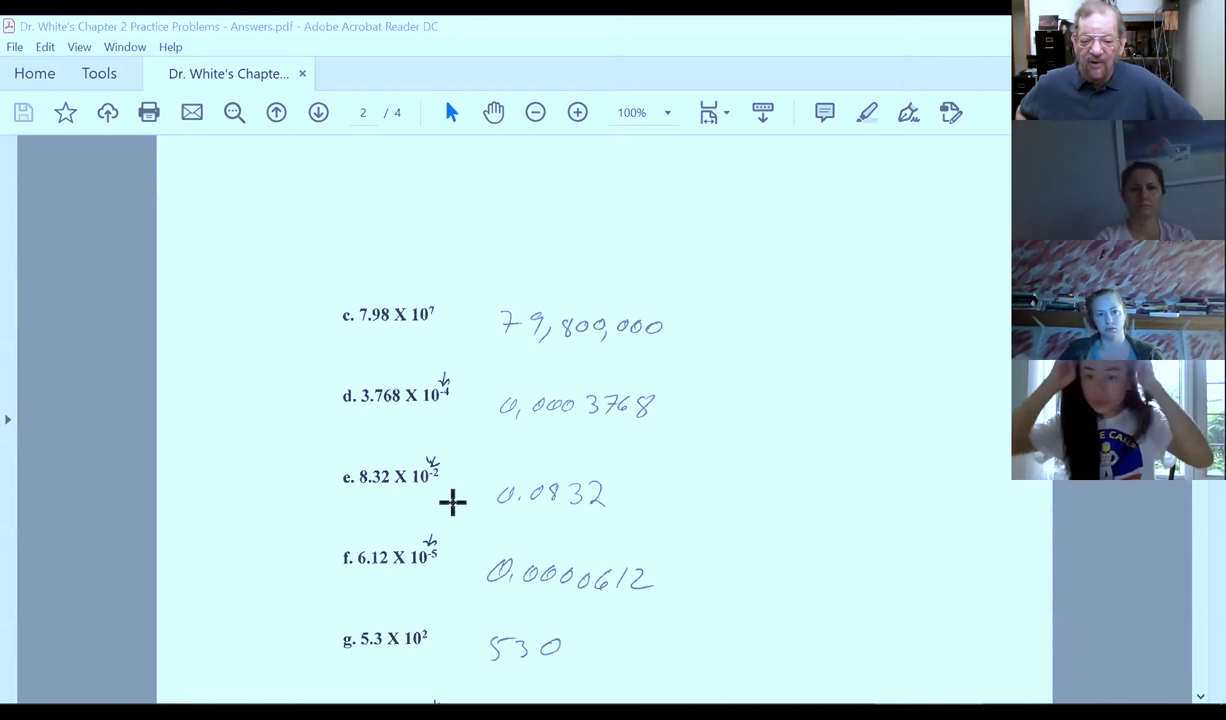 Dr. White's Chapter 2 Practice Problems - Answers.pdf - Adobe Acrobat Reader DC
File Edit View Window Help
Home Tools Dr. White's Chapte... ×
2 / 4 100%
c. 7.98 X 10⁷ 79,800,000
d. 3.768 X 10⁻⁴ 0,0003768
e. 8.32 X 10⁻² 0.0832
f. 6.12 X 10⁻⁵ 0.0000612
g. 5.3 X 10² 530